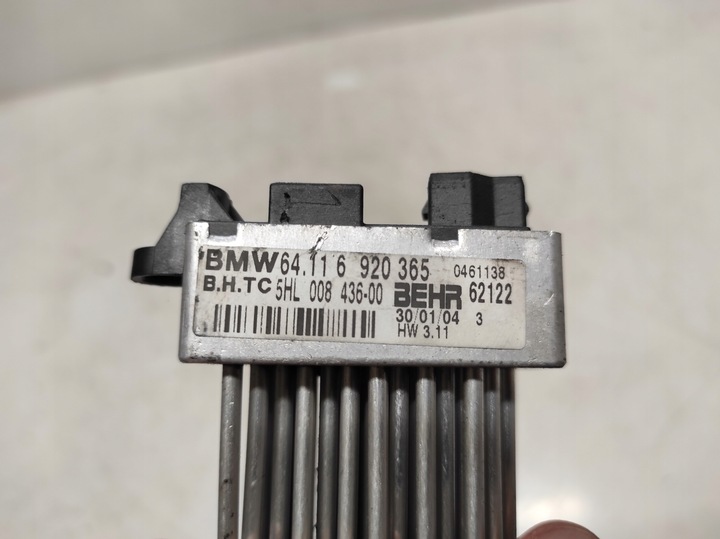 BMW 64.11 6 920 365 0461138
B.H.TC 5HL 008 436-00 BEHR 62122
30/01/04 3
HW 3.11